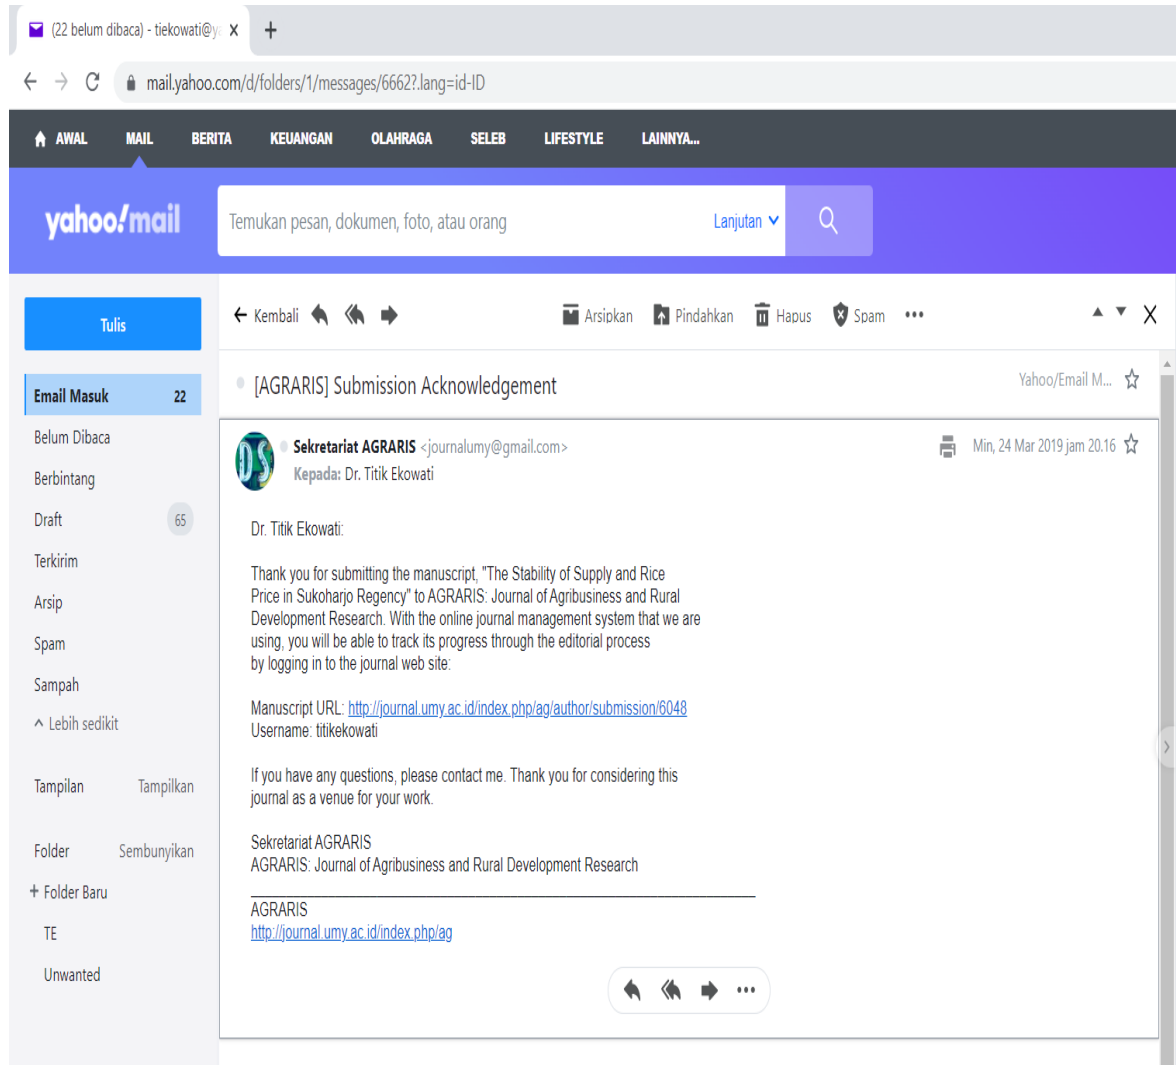 (22 belum dibaca) - tiekowati@y
mail.yahoo.com/d/folders/1/messages/6662?.lang=id-ID
AWAL MAIL BERITA KEUANGAN OLAHRAGA SELEB LIFESTYLE LAINNYA...
yahoo!mail
Temukan pesan, dokumen, foto, atau orang Lanjutan
Tulis
Kembali Arsipkan Pindahkan Hapus Spam
Email Masuk 22
Belum Dibaca
Berbintang
Draft 65
Terkirim
Arsip
Spam
Sampah
Lebih sedikit
Tampilan Tampilkan
Folder Sembunyikan
+ Folder Baru
TE
Unwanted
[AGRARIS] Submission Acknowledgement Yahoo/Email M...
DS
Sekretariat AGRARIS <journalumy@gmail.com> Min, 24 Mar 2019 jam 20.16
Kepada: Dr. Titik Ekowati
Dr. Titik Ekowati:
Thank you for submitting the manuscript, "The Stability of Supply and Rice
Price in Sukoharjo Regency" to AGRARIS: Journal of Agribusiness and Rural
Development Research. With the online journal management system that we are
using, you will be able to track its progress through the editorial process
by logging in to the journal web site:
Manuscript URL: http://journal.umy.ac.id/index.php/ag/author/submission/6048
Username: titikekowati
If you have any questions, please contact me. Thank you for considering this
journal as a venue for your work.
Sekretariat AGRARIS
AGRARIS: Journal of Agribusiness and Rural Development Research
AGRARIS
http://journal.umy.ac.id/index.php/ag